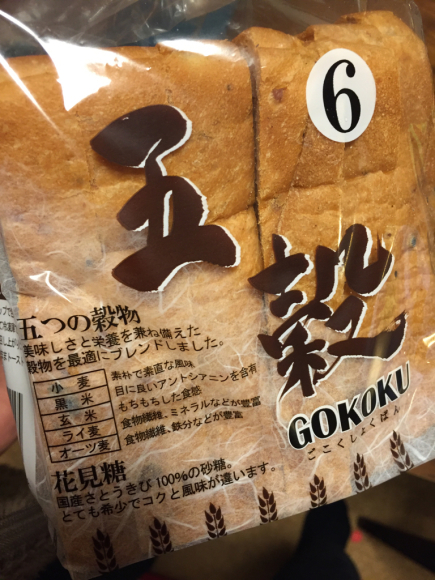 6
五穀
GOKOKU
ごこくしょくぱん
五つの穀物
美味しさと栄養を兼ね備えた
穀物を最適にブレンドしました。
小麦 素朴で素直な風味
黒米 目に良いアントシアニンを含有
玄米 もちもちした食感
ライ麦 食物繊維、ミネラルなどが豊富
オーツ麦 食物繊維、鉄分などが豊富
花見糖
国産さとうきび100%の砂糖。
とても希少でコクと風味が違います。